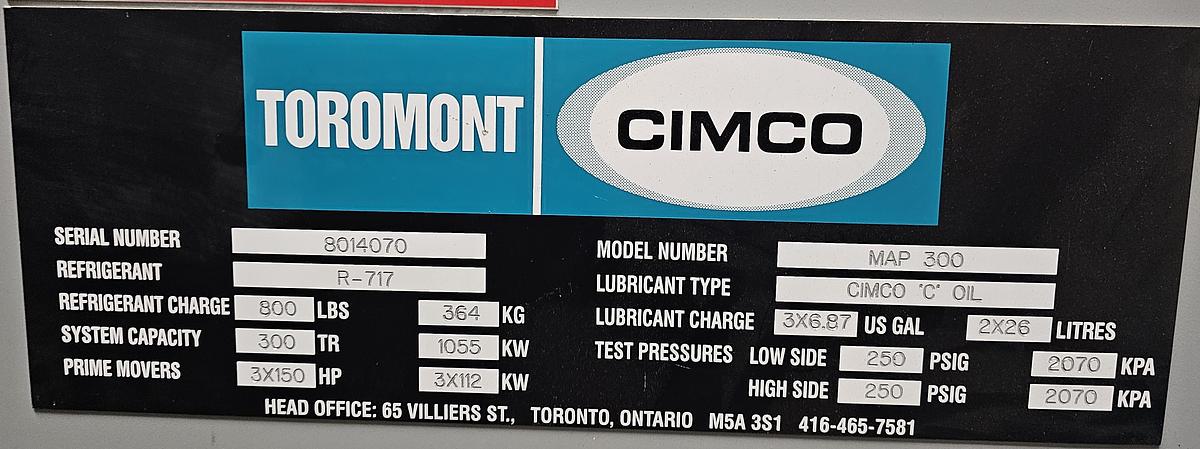 TOROMONT CIMCO
SERIAL NUMBER 8014070
REFRIGERANT R-717
REFRIGERANT CHARGE 800 LBS 364 KG
SYSTEM CAPACITY 300 TR 1055 KW
PRIME MOVERS 3X150 HP 3X112 KW
MODEL NUMBER MAP 300
LUBRICANT TYPE CIMCO "C" OIL
LUBRICANT CHARGE 3X6.87 US GAL 2X26 LITRES
TEST PRESSURES LOW SIDE 250 PSIG 2070 KPA
HIGH SIDE 250 PSIG 2070 KPA
HEAD OFFICE: 65 VILLIERS ST., TORONTO, ONTARIO M5A 3S1 416-465-7581